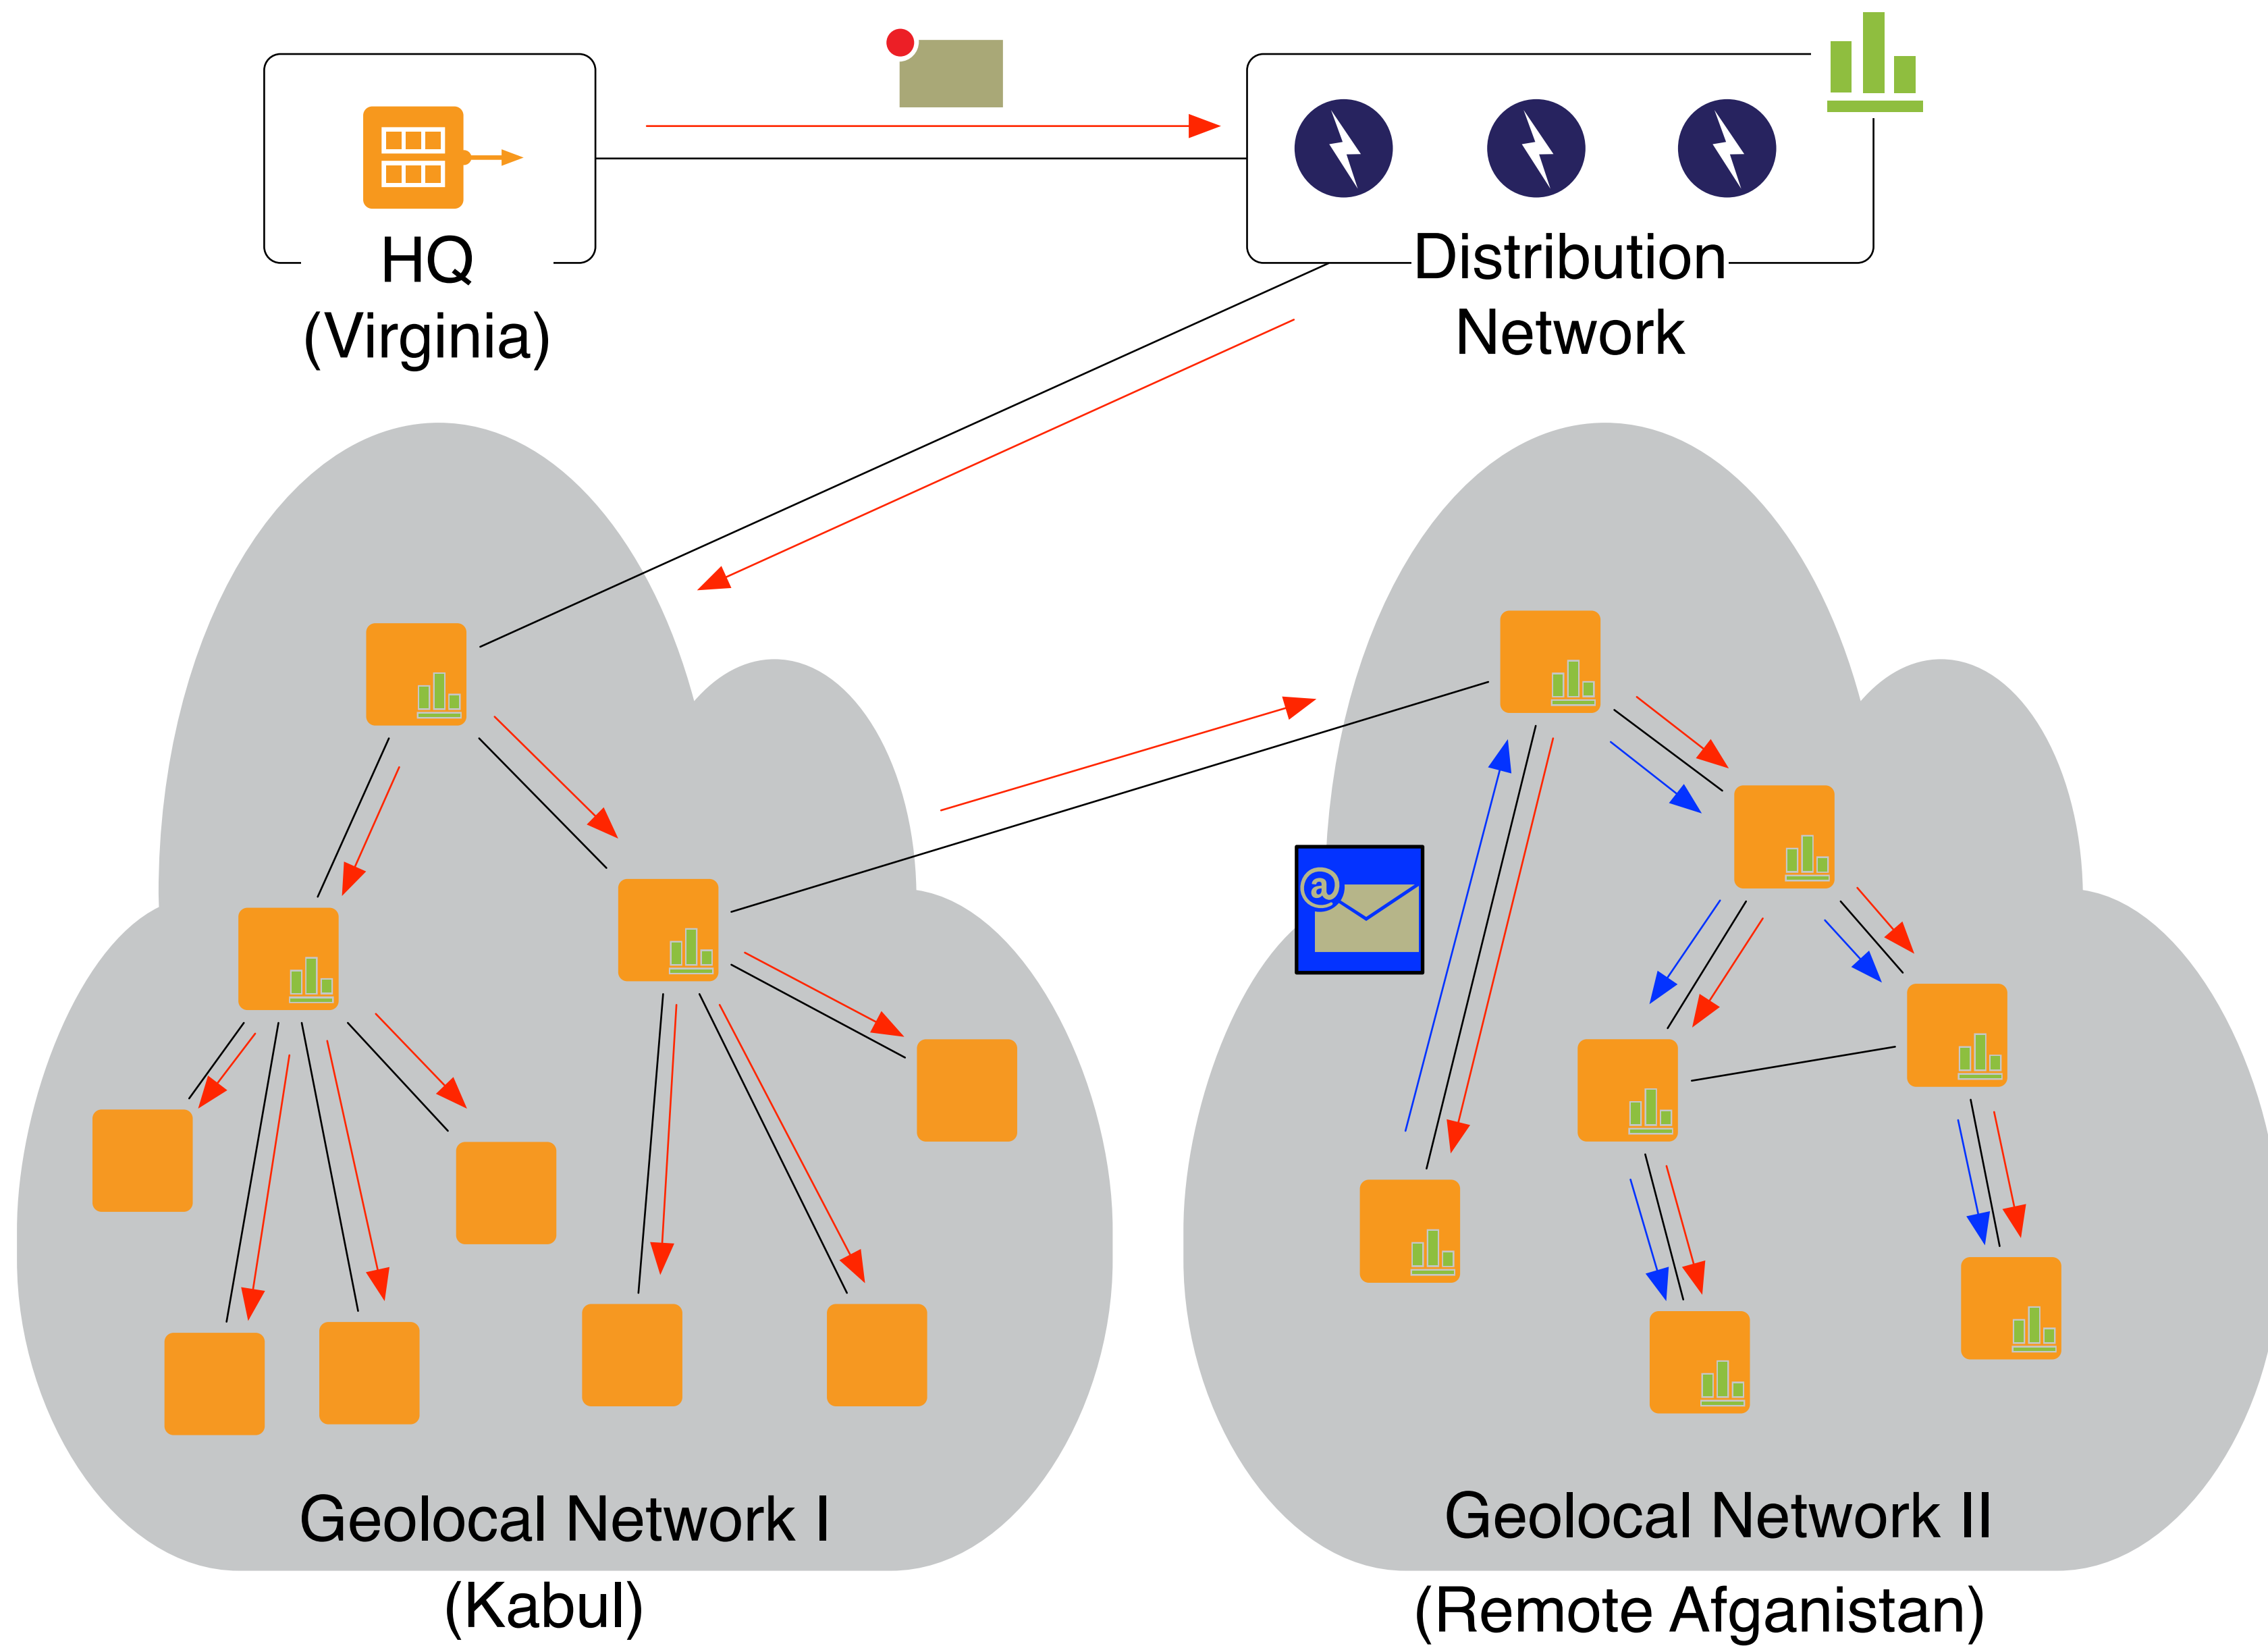 HQ
(Virginia)
Distribution
Network
@
Geolocal Network I
(Kabul)
Geolocal Network II
(Remote Afganistan)